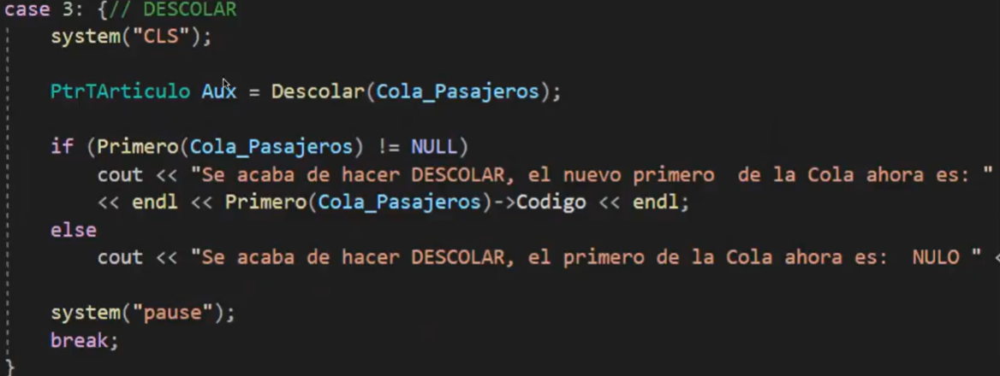 case 3: {// DESCOLAR
system("CLS");
PtrTArticulo Aux = Descolar(Cola_Pasajeros);
if (Primero(Cola_Pasajeros) != NULL)
cout << "Se acaba de hacer DESCOLAR, el nuevo primero  de la Cola ahora es: "
<< endl << Primero(Cola_Pasajeros)->Codigo << endl;
else
cout << "Se acaba de hacer DESCOLAR, el primero de la Cola ahora es:  NULO " <
system("pause");
break;
}